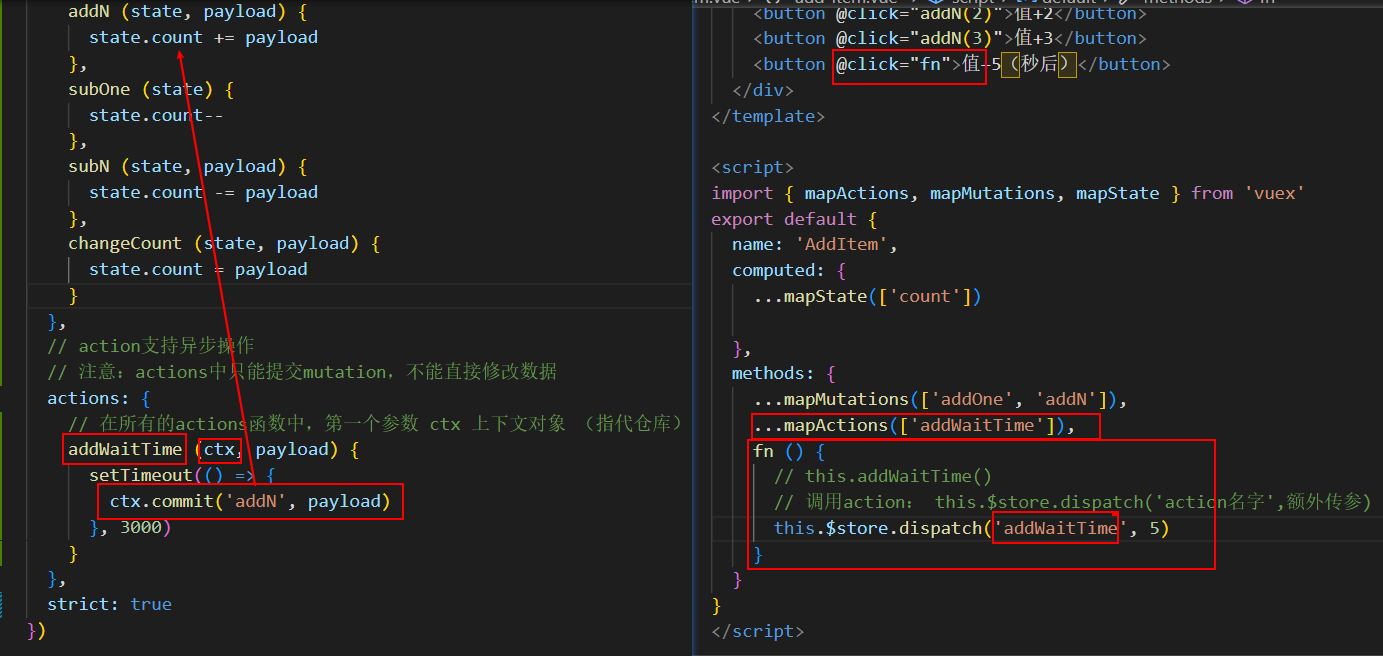 addN (state, payload) {
state.count += payload
},
subOne (state) {
state.count--
},
subN (state, payload) {
state.count -= payload
},
changeCount (state, payload) {
state.count = payload
}
},
// action支持异步操作
// 注意：actions中只能提交mutation，不能直接修改数据
actions: {
// 在所有的actions函数中，第一个参数 ctx 上下文对象 （指代仓库）
addWaitTime (ctx, payload) {
setTimeout(() => {
ctx.commit('addN', payload)
}, 3000)
}
},
strict: true
})
<button @click="addN(2)">值+2</button>
<button @click="addN(3)">值+3</button>
<button @click="fn">值+5（秒后）</button>
</div>
</template>
<script>
import { mapActions, mapMutations, mapState } from 'vuex'
export default {
name: 'AddItem',
computed: {
...mapState(['count'])
},
methods: {
...mapMutations(['addOne', 'addN']),
...mapActions(['addWaitTime']),
fn () {
// this.addWaitTime()
// 调用action： this.$store.dispatch('action名字',额外传参)
this.$store.dispatch('addWaitTime', 5)
}
}
}
</script>